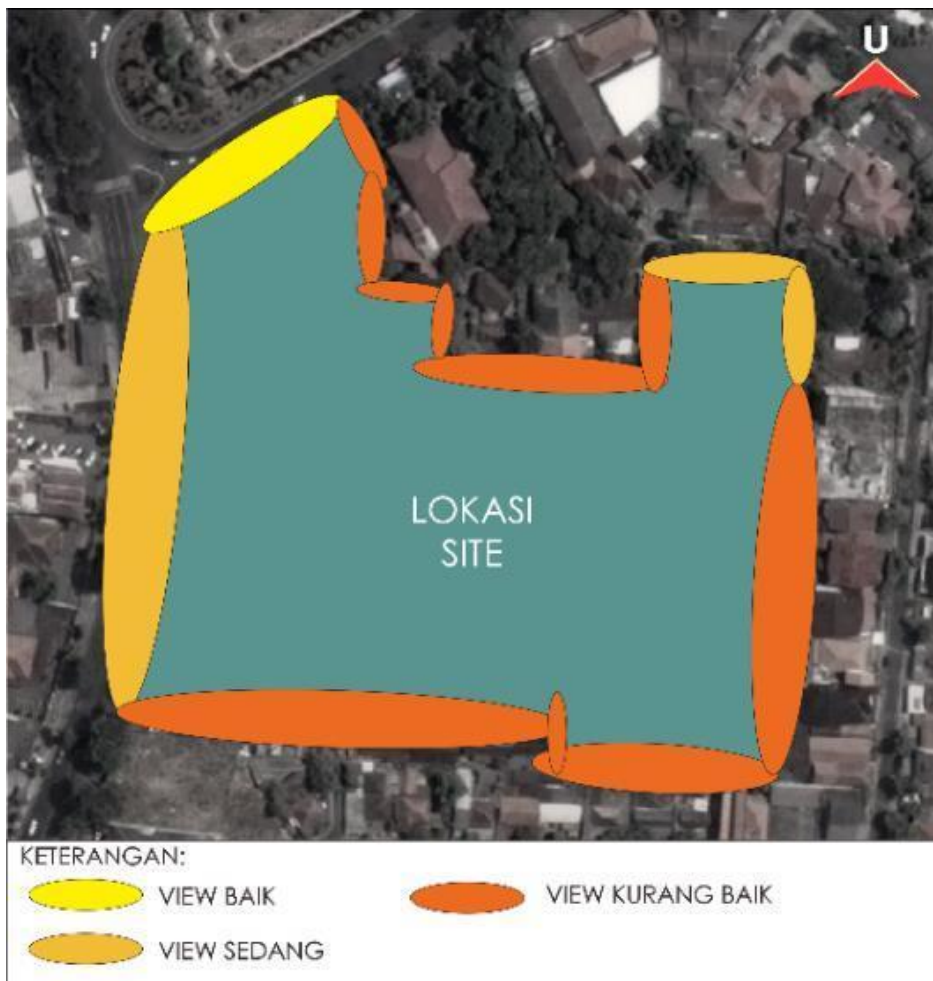 U
LOKASI
SITE
KETERANGAN:
VIEW BAIK
VIEW KURANG BAIK
VIEW SEDANG